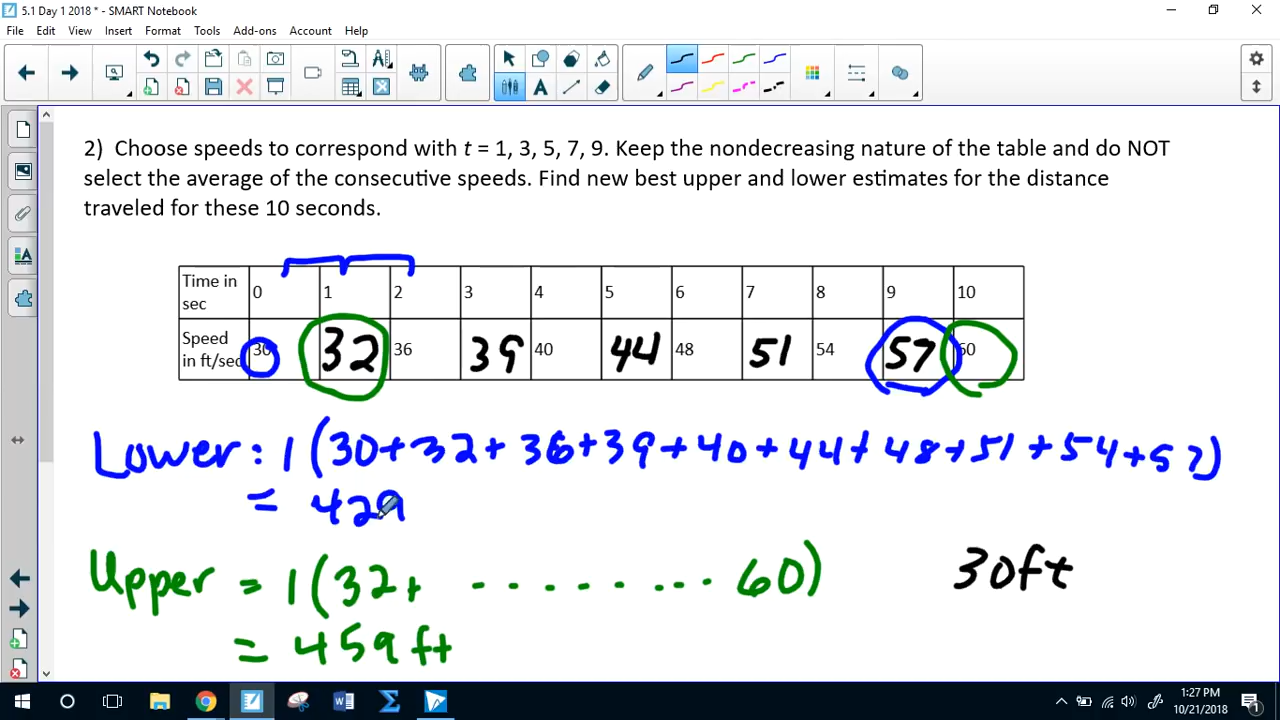 5.1 Day 1 2018 * - SMART Notebook
File Edit View Insert Format Tools Add-ons Account Help
2) Choose speeds to correspond with t = 1, 3, 5, 7, 9. Keep the nondecreasing nature of the table and do NOT
select the average of the consecutive speeds. Find new best upper and lower estimates for the distance
traveled for these 10 seconds.
Time in sec 0 1 2 3 4 5 6 7 8 9 10
Speed in ft/sec 30 32 36 39 40 44 48 51 54 57 60
Lower: 1(30+32+36+39+40+44+48+51+54+57)
= 429
Upper = 1(32+ - - - - - - - 60)
= 459 ft
30ft
1:27 PM
10/21/2018